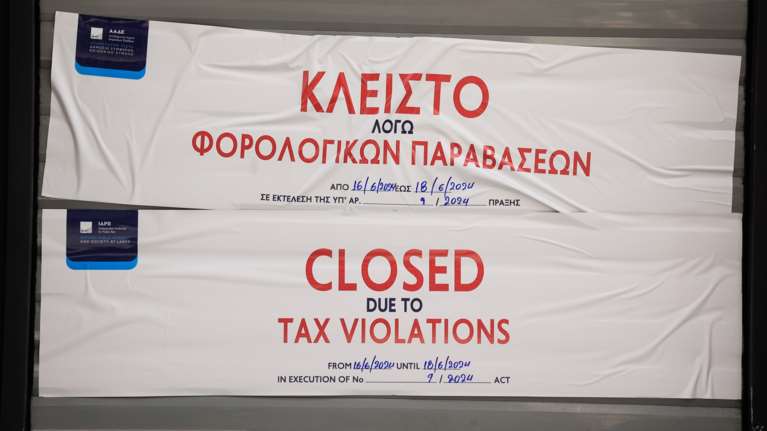 ΑΑΔΕ
ΚΛΕΙΣΤΟ
ΛΟΓΩ
ΦΟΡΟΛΟΓΙΚΩΝ ΠΑΡΑΒΑΣΕΩΝ
ΑΠΟ 16/6/2024 ΕΩΣ 18/6/2024
ΣΕ ΕΚΤΕΛΕΣΗ ΤΗΣ ΥΠ' ΑΡ. 9 / 2024 ΠΡΑΞΗΣ
IAPR
CLOSED
DUE TO
TAX VIOLATIONS
FROM 16/6/2024 UNTIL 18/6/2024
IN EXECUTION OF No 9 / 2024 ACT